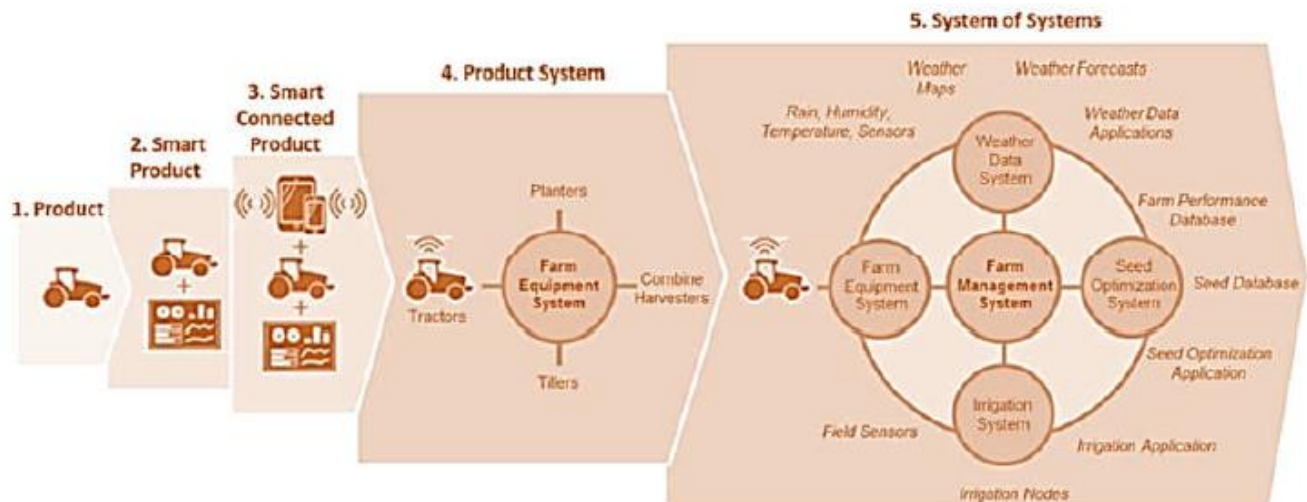 1. Product
2. Smart
Product
3. Smart
Connected
Product
4. Product System
Planters
Tractors
Farm
Equipment
System
Combine
Harvesters
Tillers
5. System of Systems
Weather
Maps
Weather Forecasts
Rain, Humidity,
Temperature, Sensors
Weather Data
Applications
Weather
Data
System
Farm Performance
Database
Farm
Equipment
System
Farm
Management
System
Seed
Optimization
System
Seed Database
Seed Optimization
Application
Irrigation
System
Field Sensors
Irrigation Application
Irrigation Nodes